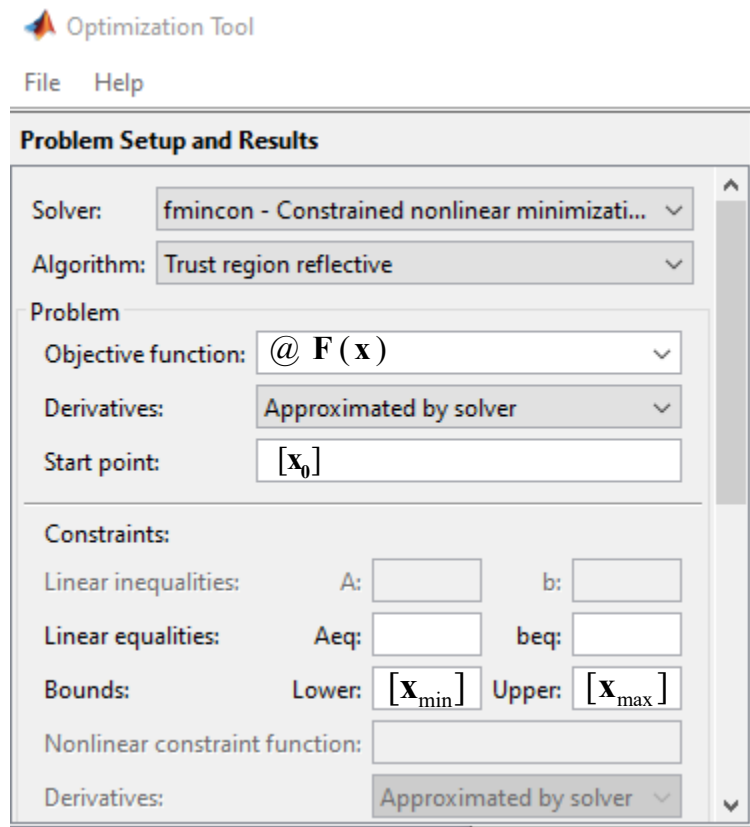 Optimization Tool
File Help
Problem Setup and Results
Solver: fmincon - Constrained nonlinear minimizati...
Algorithm: Trust region reflective
Problem
Objective function: @ F ( x )
Derivatives: Approximated by solver
Start point: [x₀]
Constraints:
Linear inequalities: A: b:
Linear equalities: Aeq: beq:
Bounds: Lower: [x_min] Upper: [x_max]
Nonlinear constraint function:
Derivatives: Approximated by solver